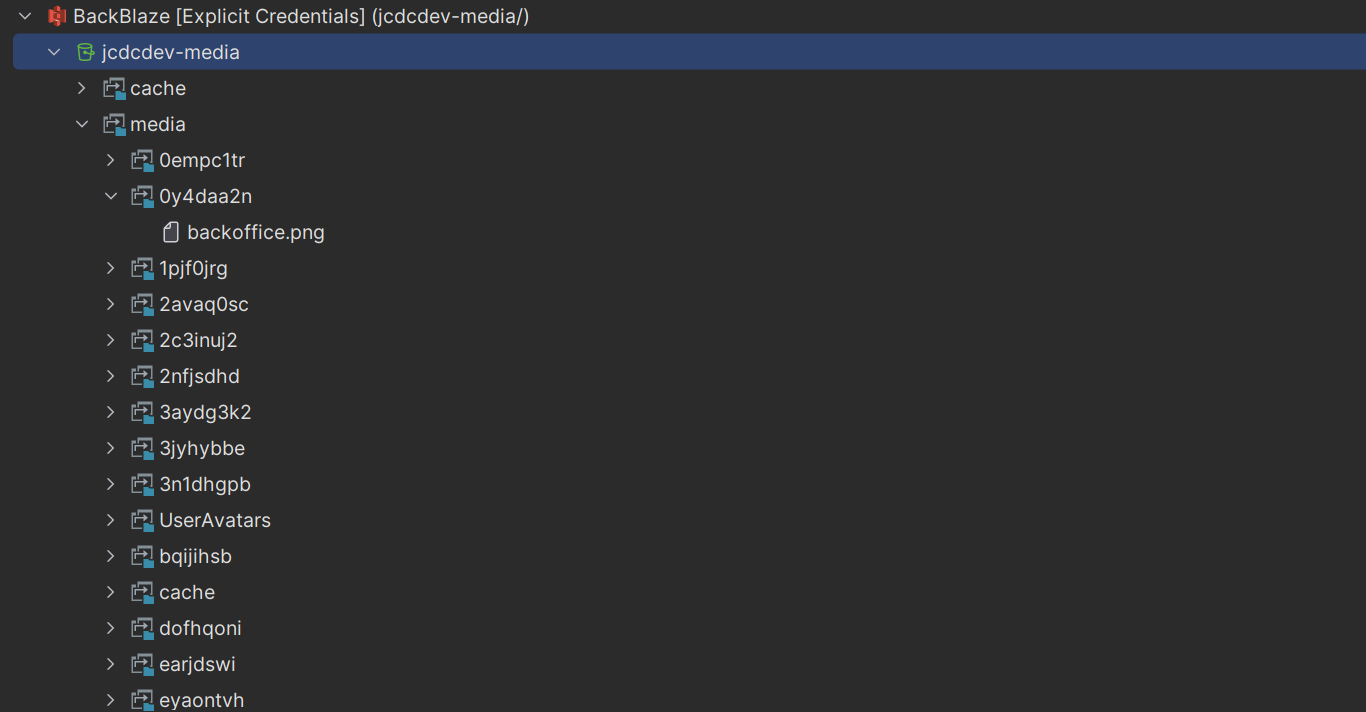 BackBlaze [Explicit Credentials] (jcdcdev-media/)
jcdcdev-media
cache
media
0empc1tr
0y4daa2n
backoffice.png
1pjf0jrg
2avaq0sc
2c3inuj2
2nfjsdhd
3aydg3k2
3jyhybbe
3n1dhgpb
UserAvatars
bqijihsb
cache
dofhqoni
earjdswi
eyaontvh